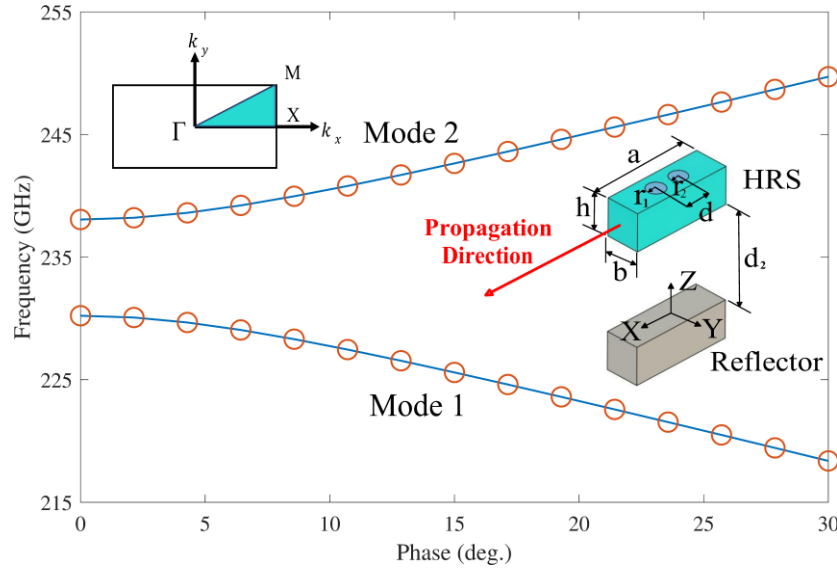 255
245
235
225
215
Frequency (GHz)
k_y
M
Γ
X
k_x
Mode 2
a
HRS
r₁
r₂
d
h
b
d₂
Propagation
Direction
Z
X
Y
Reflector
Mode 1
0
5
10
15
20
25
30
Phase (deg.)